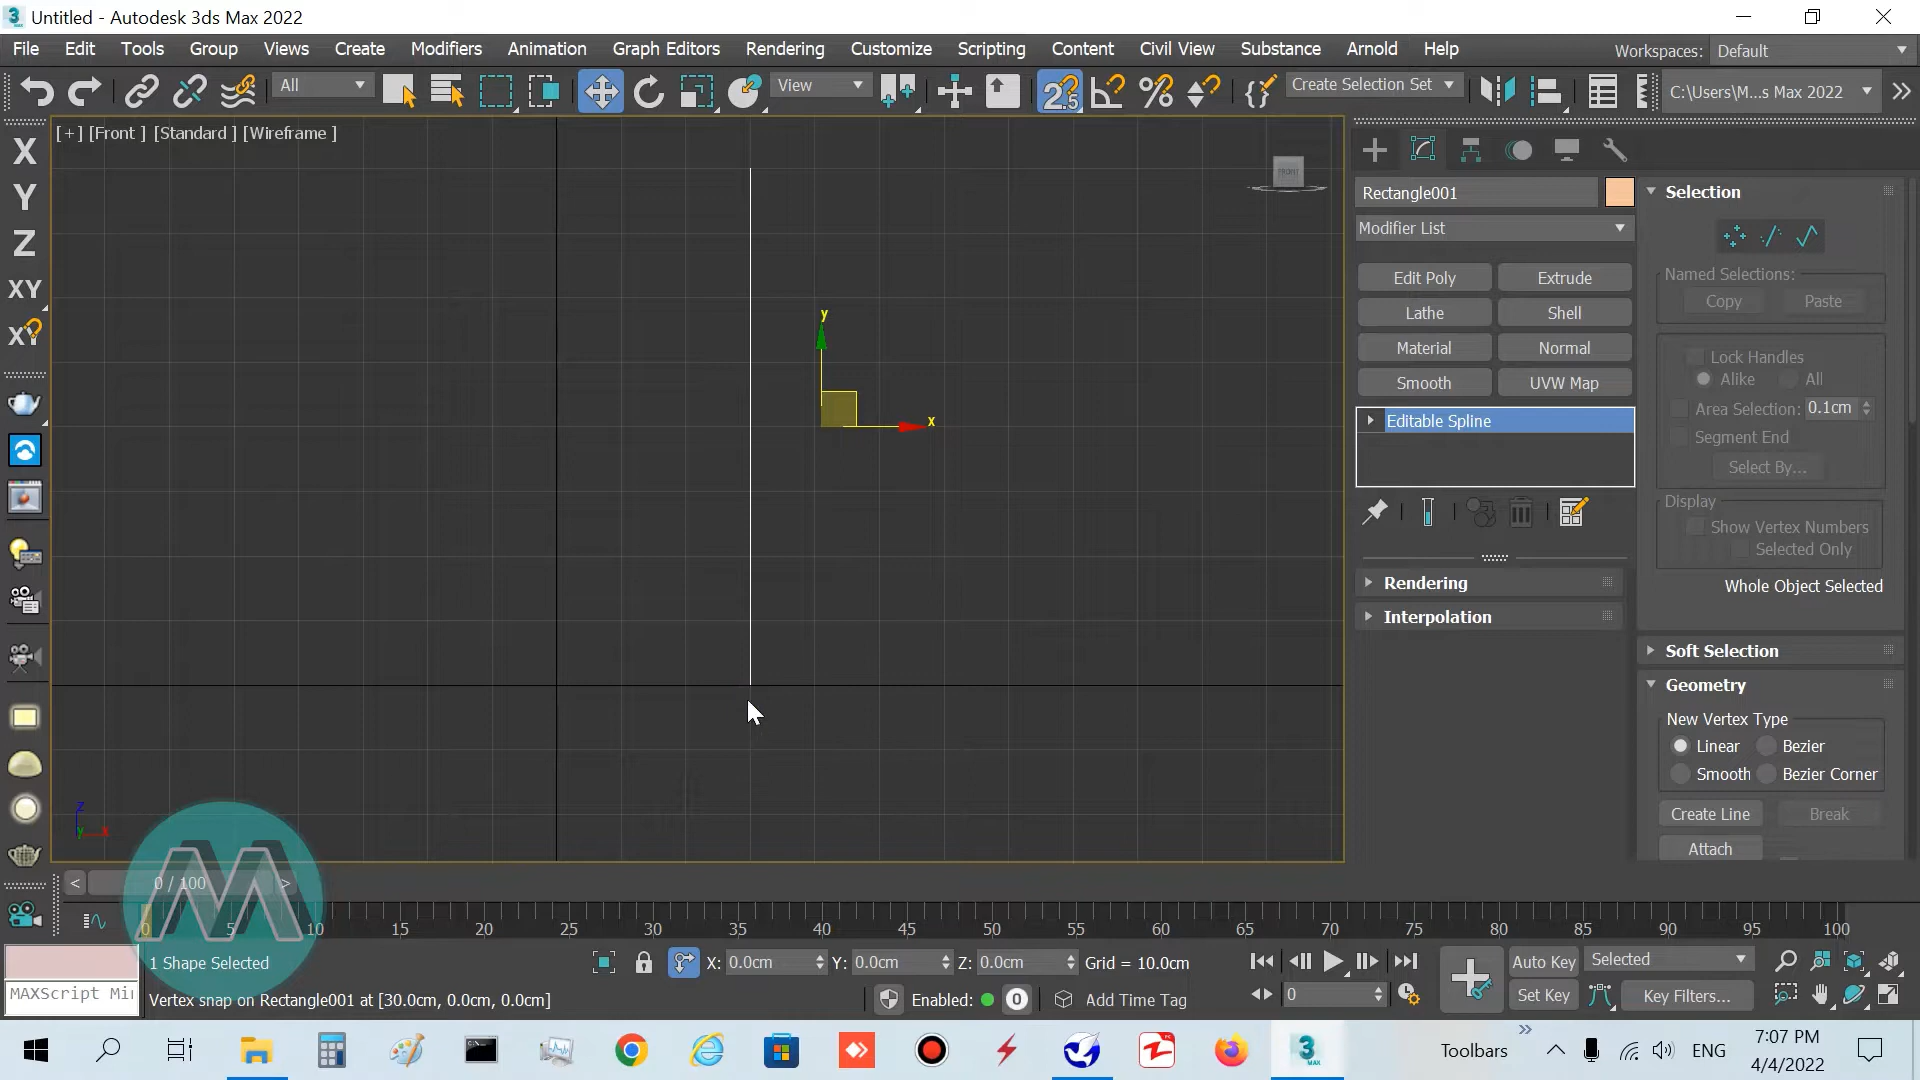 Untitled - Autodesk 3ds Max 2022
File Edit Tools Group Views Create Modifiers Animation Graph Editors Rendering Customize Scripting Content Civil View Substance Arnold Help Workspaces: Default
All View 2.5 Create Selection Set C:\Users\M...s Max 2022
[+] [Front ] [Standard ] [Wireframe ]
FRONT
X
Y
Z
XY
XY
y
x
z
y x
Rectangle001
Modifier List
Edit Poly Extrude
Lathe Shell
Material Normal
Smooth UVW Map
Editable Spline
Rendering
Interpolation
Selection
Named Selections:
Copy Paste
Lock Handles
Alike All
Area Selection: 0.1cm
Segment End
Select By...
Display
Show Vertex Numbers
Selected Only
Whole Object Selected
Soft Selection
Geometry
New Vertex Type
Linear Bezier
Smooth Bezier Corner
Create Line Break
Attach
< 0 / 100 >
0 5 10 15 20 25 30 35 40 45 50 55 60 65 70 75 80 85 90 95 100
1 Shape Selected X: 0.0cm Y: 0.0cm Z: 0.0cm Grid = 10.0cm Auto Key Selected
MAXScript Mi Vertex snap on Rectangle001 at [30.0cm, 0.0cm, 0.0cm] Enabled: 0 Add Time Tag 0 Set Key Key Filters...
Toolbars ENG 7:07 PM
4/4/2022